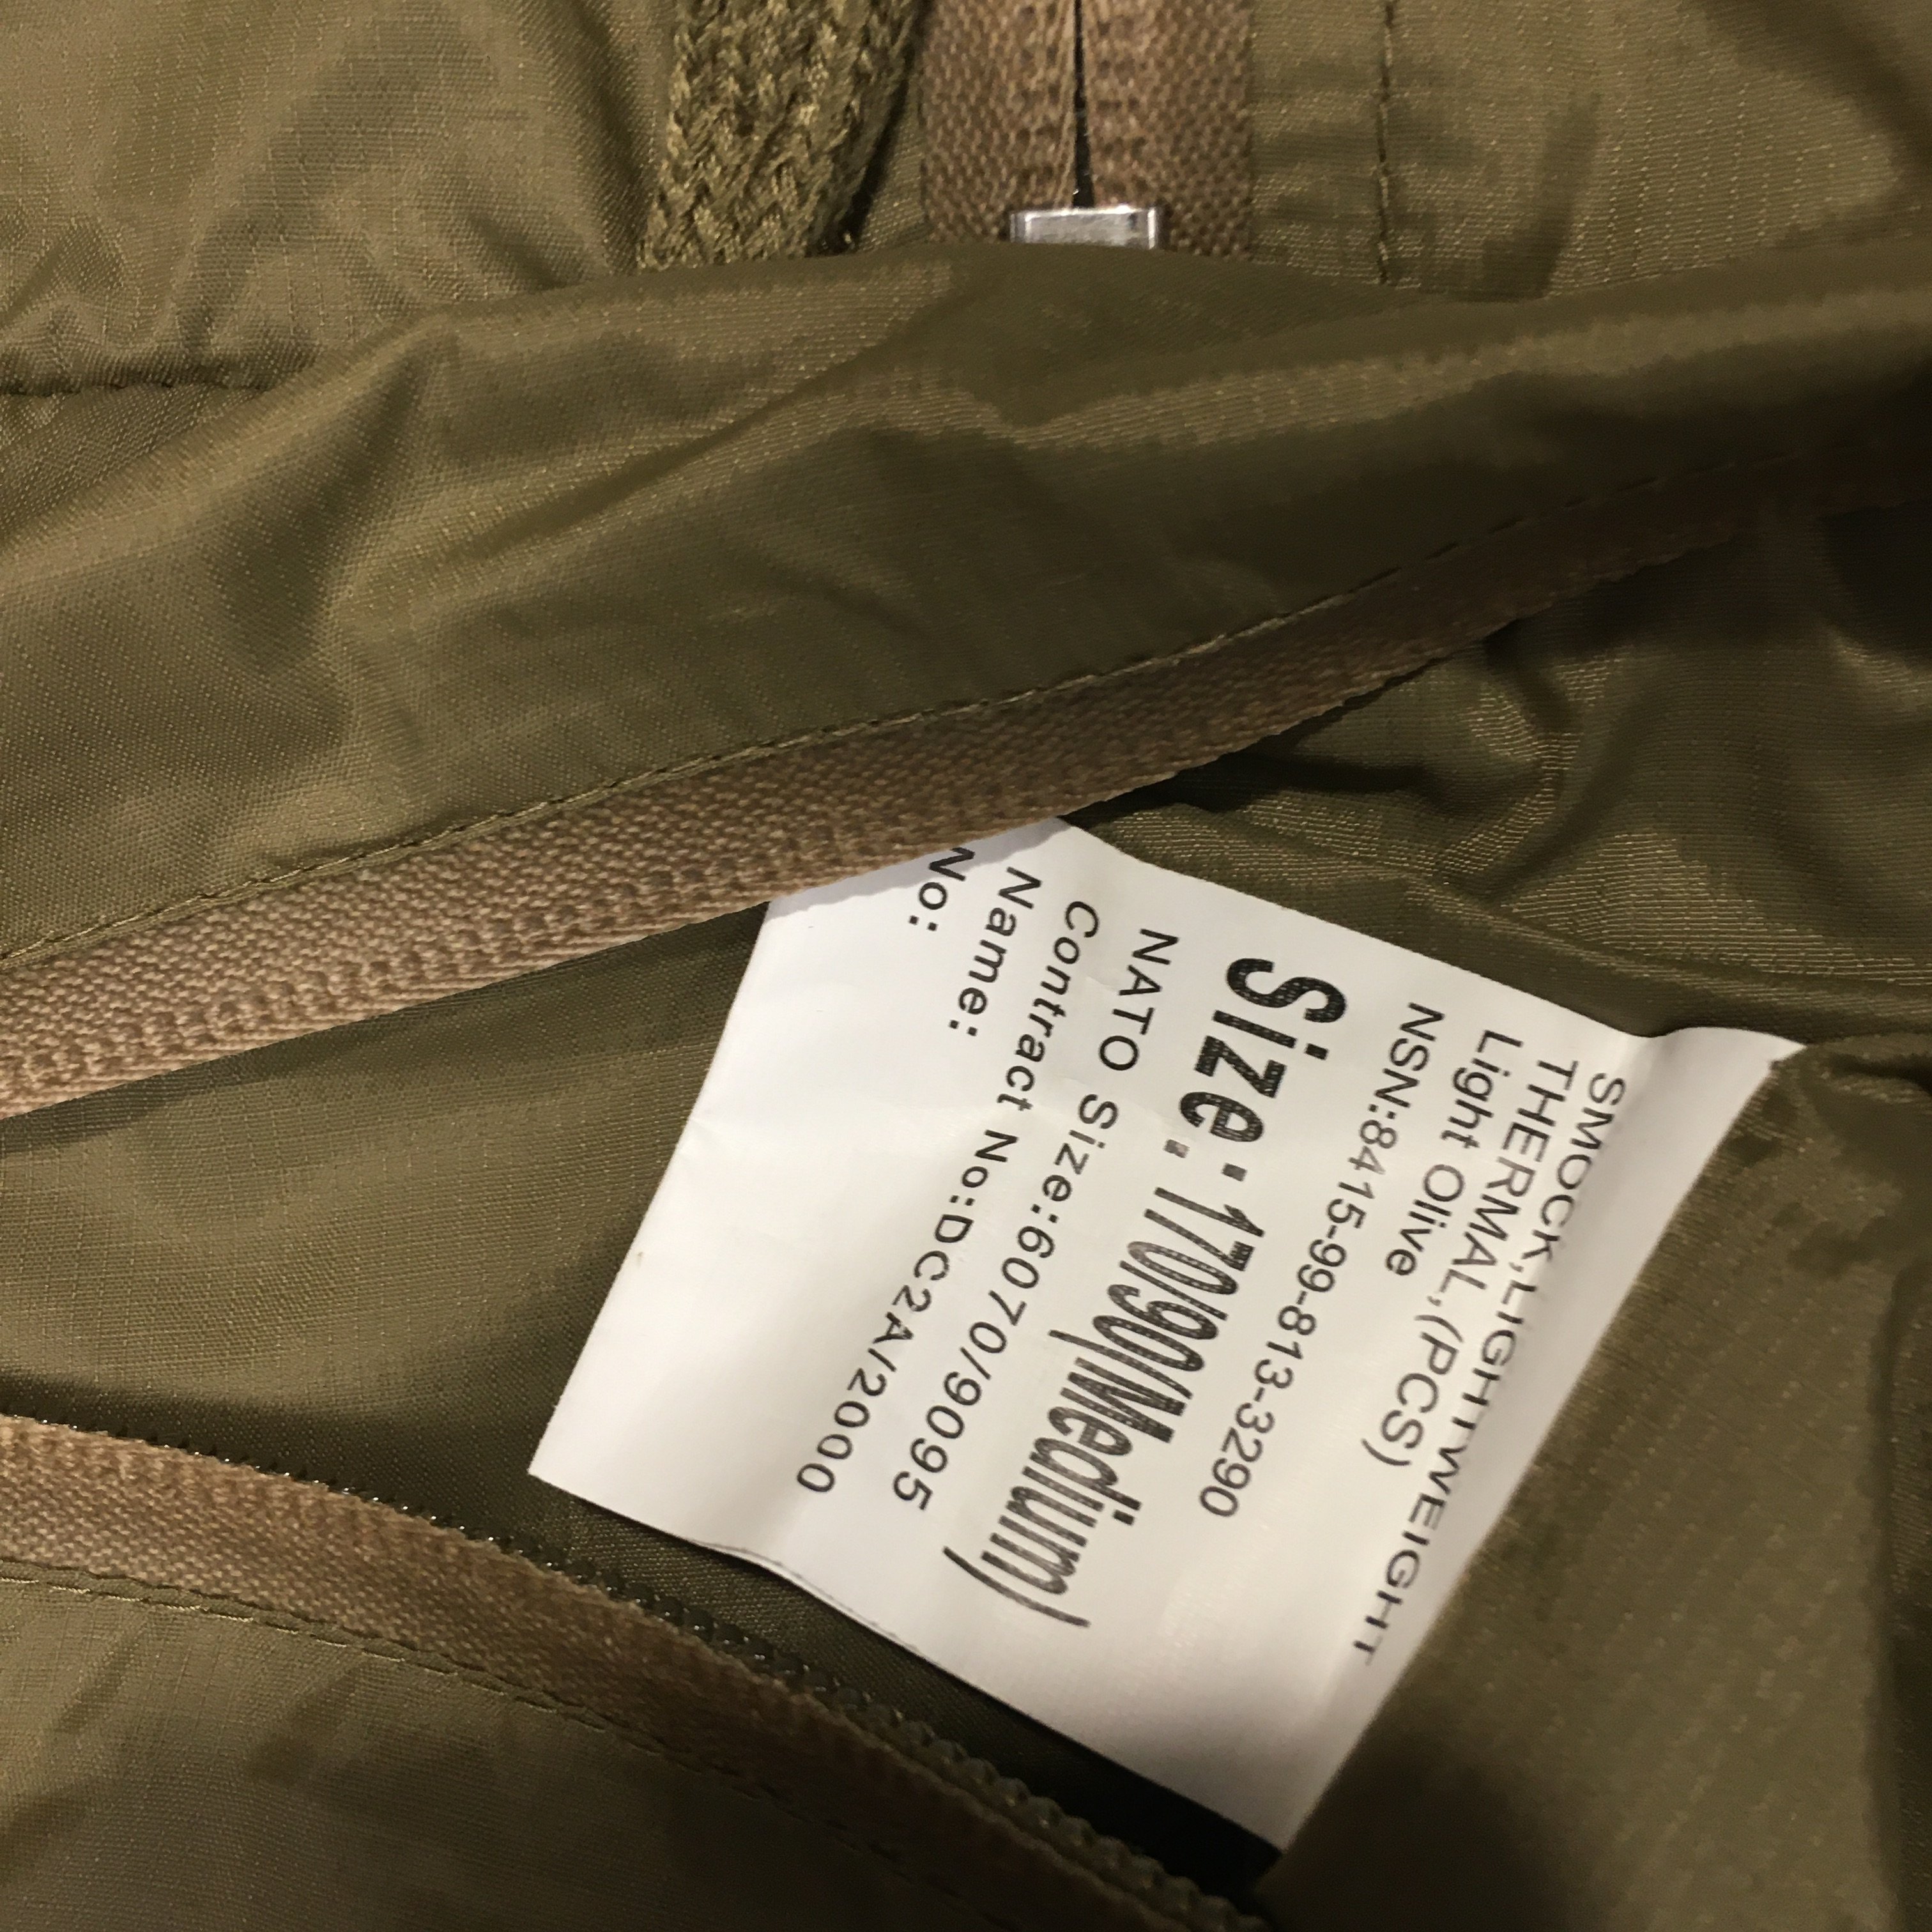 SMOCK,LIGHTWEIGHT
THERMAL,(PCS)
Light Olive
NSN:8415-99-813-3290
Size:170/90(Medium)
NATO Size:6070/9095
Contract No:DC2A/2000
Name:
No: